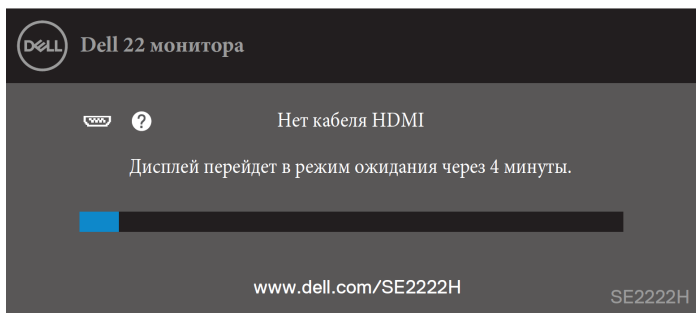 DELL Dell 22 монитора
? Нет кабеля HDMI
Дисплей перейдет в режим ожидания через 4 минуты.
www.dell.com/SE2222H
SE2222H